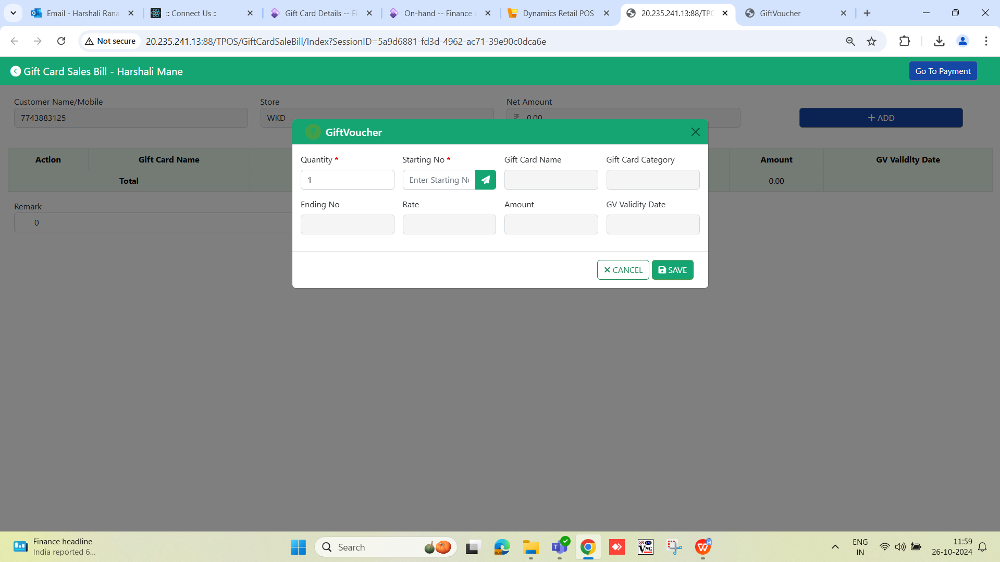 Email - Harshali Rana
:: Connect Us ::
Gift Card Details -- Fi
On-hand -- Finance a
Dynamics Retail POS
20.235.241.13:88/TPO
GiftVoucher
Not secure
20.235.241.13:88/TPOS/GiftCardSaleBill/Index?SessionID=5a9d6881-fd3d-4962-ac71-39e90c0dca6e
Gift Card Sales Bill - Harshali Mane
Go To Payment
Customer Name/Mobile
Store
Net Amount
7743883125
WKD
₹ 0.00
+ ADD
GiftVoucher
Action
Gift Card Name
Amount
GV Validity Date
Total
0.00
Remark
0
Quantity *
Starting No *
Gift Card Name
Gift Card Category
1
Enter Starting Nu
Ending No
Rate
Amount
GV Validity Date
CANCEL
SAVE
Finance headline
India reported 6...
Search
VNC
ENG
IN
11:59
26-10-2024